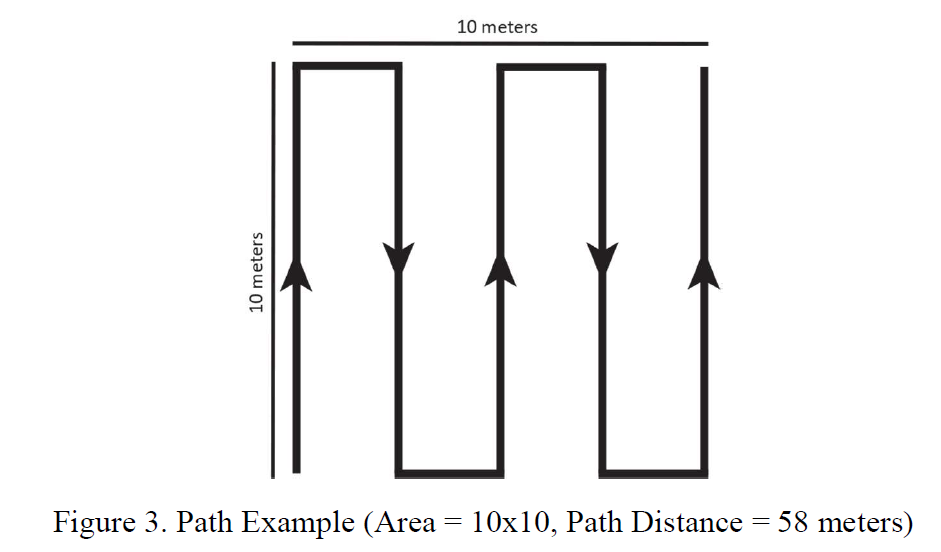 10 meters
10 meters
Figure 3. Path Example (Area = 10x10, Path Distance = 58 meters)